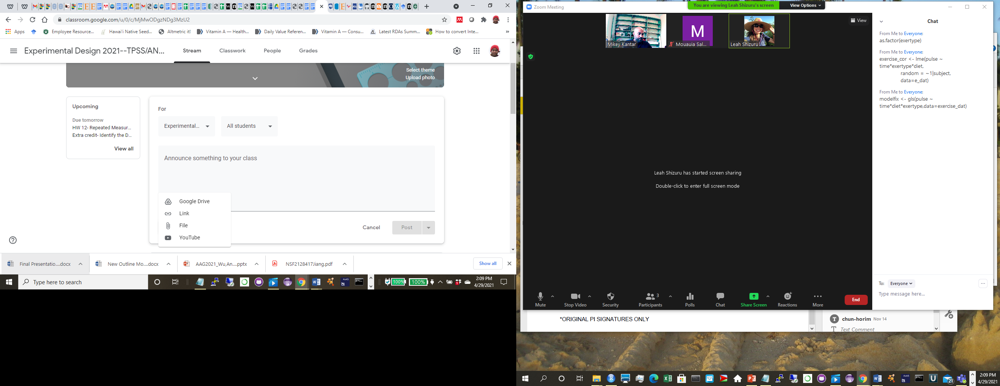 classroom.google.com/u/0/c/MjMwODgzNDg3MzU2
Apps
Employee Resource...
Hawai'i Native Seed...
Altmetric it!
Vitamin A — Health...
Daily Value Referen...
Vitamin A — Consu...
Latest RDAs Summ...
How to convert Inte...
»
Experimental Design 2021--TPSS/AN...
Stream
Classwork
People
Grades
Select theme
Upload photo
Upcoming
Due tomorrow
HW 12- Repeated Measur...
Extra credit- Identify the D...
View all
For
Experimental...
All students
Announce something to your class
Google Drive
Link
File
YouTube
Cancel
Post
Final Presentatio....docx
New Outline Mo....docx
AAG2021_Wu,An....pptx
NSF2128417Jiang.pdf
Show all
Type here to search
100%
100%
2:09 PM
4/29/2021
Zoom Meeting
You are viewing Leah Shizuru's screen
View Options
View
Mikey Kantar
M
Mouauia Sal...
Leah Shizuru
Leah Shizuru has started screen sharing
Double-click to enter full screen mode
Mute
Stop Video
Security
Participants
3
Polls
Chat
Share Screen
Reactions
More
End
Chat
From Me to Everyone:
as.factor(exertype)
From Me to Everyone:
exercise_cor <- lme(pulse ~
time*exertype*diet,
random = ~1|subject,
data=e_dat)
From Me to Everyone:
modelfix <- gls(pulse ~
time*diet*exertype,data=exercise_dat)
To:
Everyone
Type message here...
*ORIGINAL PI SIGNATURES ONLY
T
chun-horim
Nov 14
Text Comment
21
2:09 PM
4/29/2021